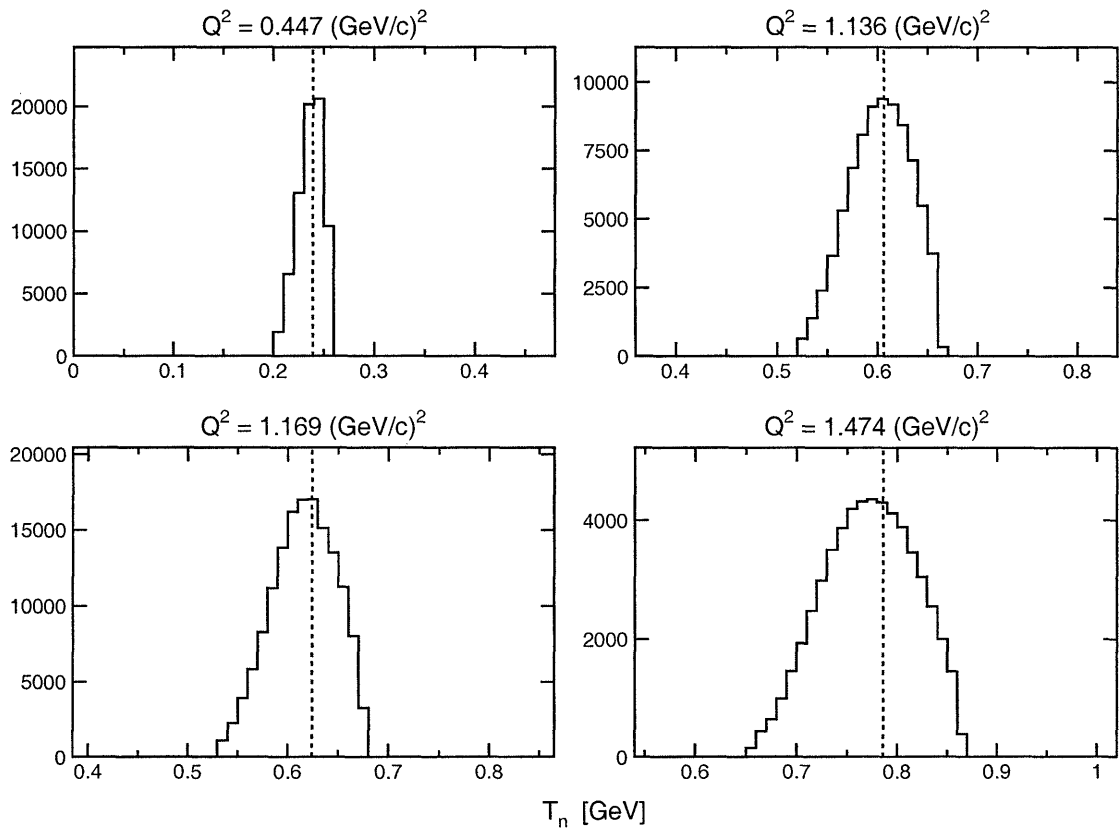 Q² = 0.447 (GeV/c)²
Q² = 1.136 (GeV/c)²
20000
15000
10000
5000
0
0 0.1 0.2 0.3 0.4
10000
7500
5000
2500
0
0.4 0.5 0.6 0.7 0.8
Q² = 1.169 (GeV/c)²
Q² = 1.474 (GeV/c)²
20000
15000
10000
5000
0
0.4 0.5 0.6 0.7 0.8
4000
2000
0
0.6 0.7 0.8 0.9 1
Tₙ [GeV]